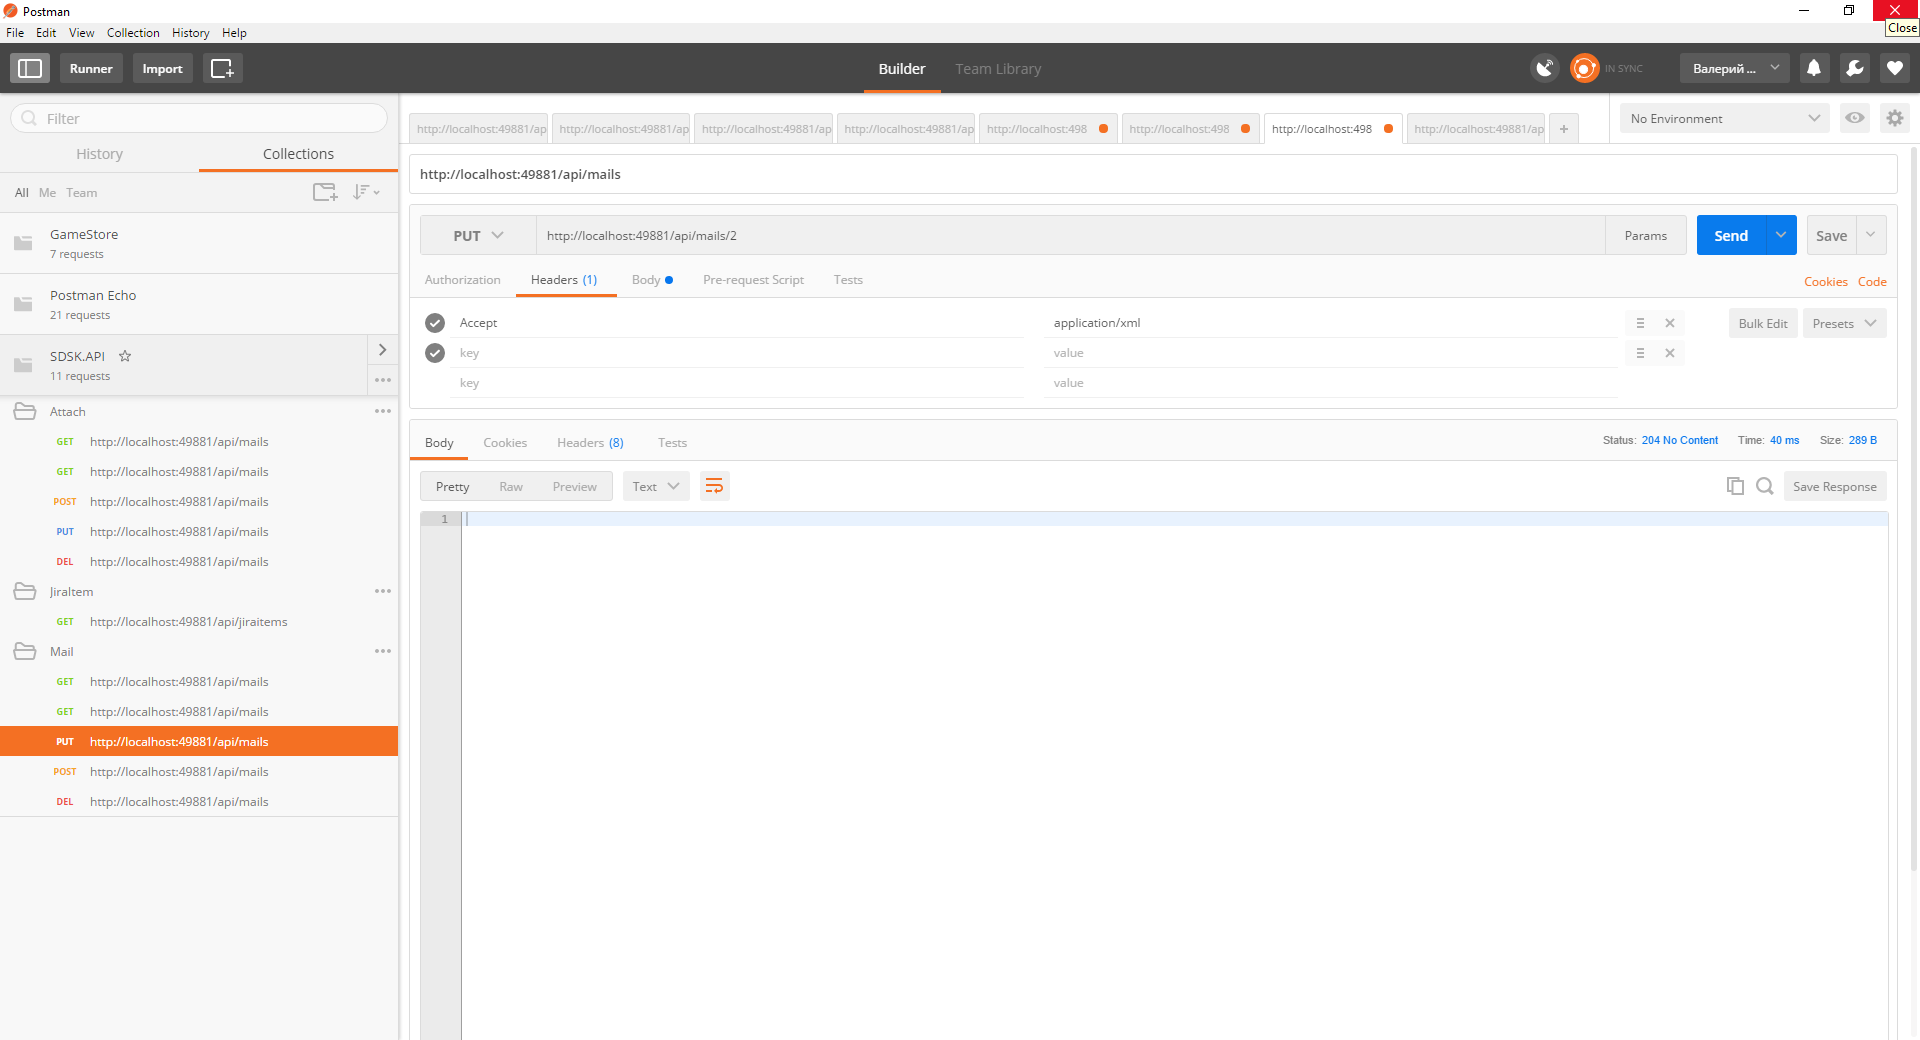 Postman
Close
File Edit View Collection History Help
Runner Import Builder Team Library IN SYNC Валерий ...
Filter
History Collections
All Me Team
GameStore
7 requests
Postman Echo
21 requests
SDSK.API
11 requests
Attach
GET http://localhost:49881/api/mails
GET http://localhost:49881/api/mails
POST http://localhost:49881/api/mails
PUT http://localhost:49881/api/mails
DEL http://localhost:49881/api/mails
JiraItem
GET http://localhost:49881/api/jiraitems
Mail
GET http://localhost:49881/api/mails
GET http://localhost:49881/api/mails
PUT http://localhost:49881/api/mails
POST http://localhost:49881/api/mails
DEL http://localhost:49881/api/mails
http://localhost:49881/ap http://localhost:49881/ap http://localhost:49881/ap http://localhost:49881/ap http://localhost:498 http://localhost:498 http://localhost:498 http://localhost:49881/ap +
No Environment
http://localhost:49881/api/mails
PUT http://localhost:49881/api/mails/2 Params Send Save
Authorization Headers (1) Body Pre-request Script Tests Cookies Code
Accept application/xml Bulk Edit Presets
key value
key value
Body Cookies Headers (8) Tests Status: 204 No Content Time: 40 ms Size: 289 B
Pretty Raw Preview Text Save Response
1